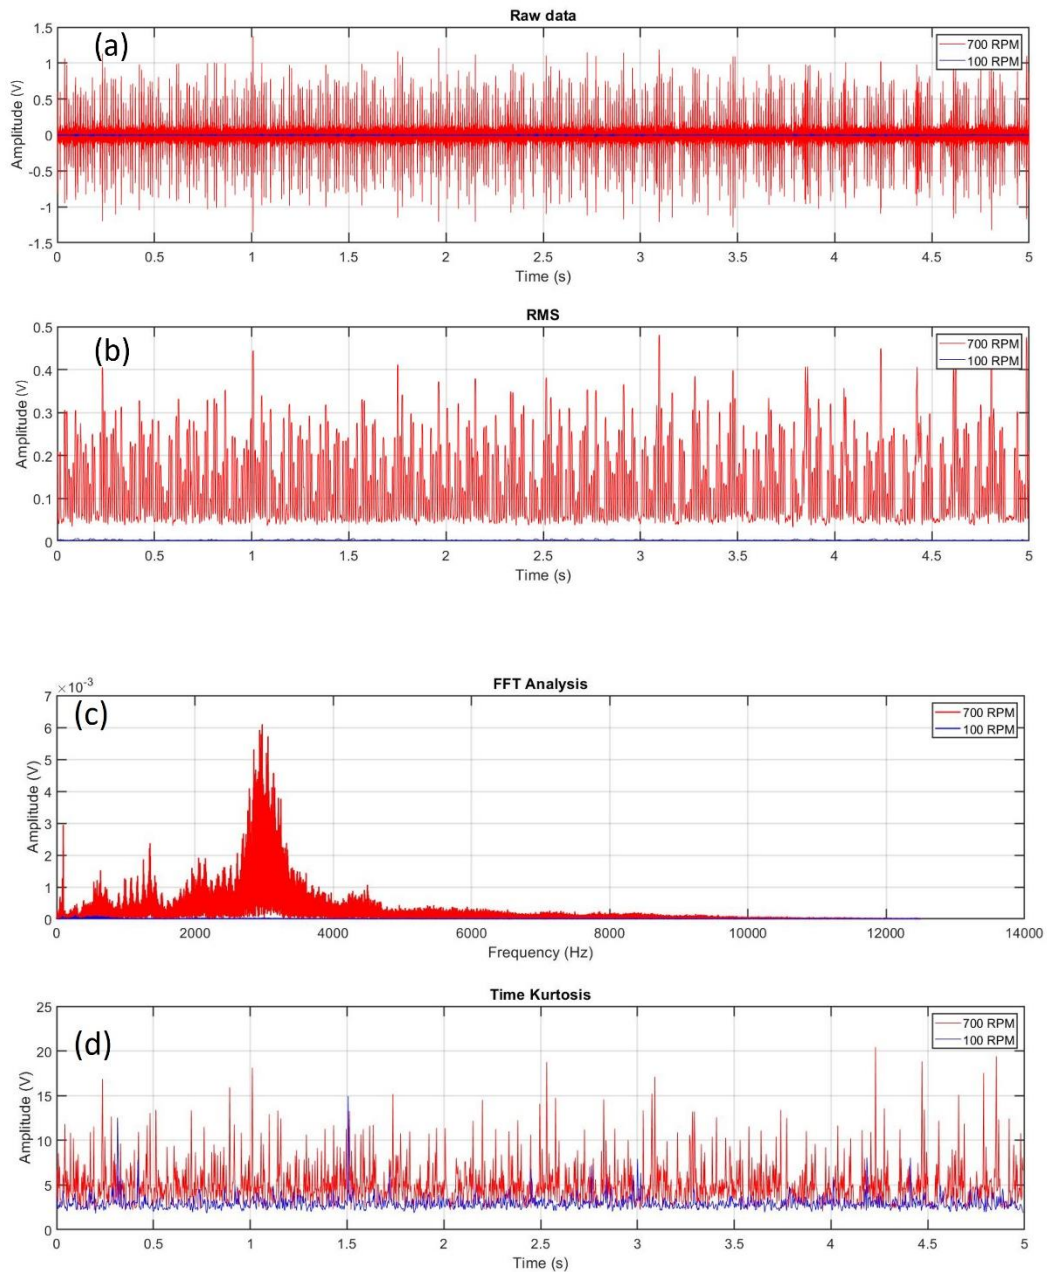 Raw data
(a)
700 RPM
100 RPM
1.5
1
0.5
0
-0.5
-1
-1.5
Amplitude (V)
0 0.5 1 1.5 2 2.5 3 3.5 4 4.5 5
Time (s)
RMS
(b)
700 RPM
100 RPM
0.5
0.4
0.3
0.2
0.1
0
Amplitude (V)
0 0.5 1 1.5 2 2.5 3 3.5 4 4.5 5
Time (s)
×10⁻³
FFT Analysis
(c)
700 RPM
100 RPM
7
6
5
4
3
2
1
0
Amplitude (V)
0 2000 4000 6000 8000 10000 12000 14000
Frequency (Hz)
Time Kurtosis
(d)
700 RPM
100 RPM
25
20
15
10
5
0
Amplitude (V)
0 0.5 1 1.5 2 2.5 3 3.5 4 4.5 5
Time (s)